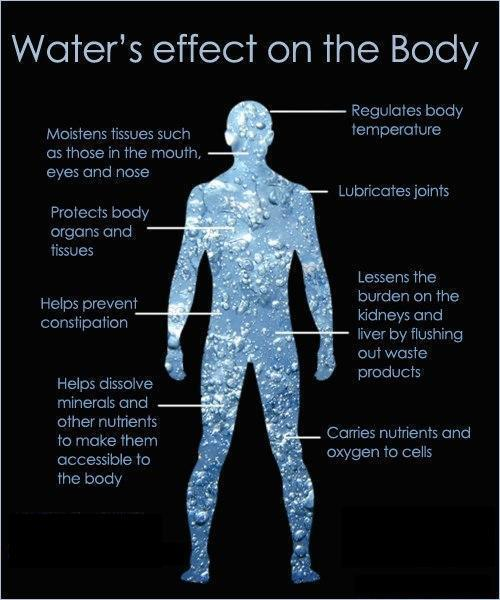 Water's effect on the Body
Regulates body
temperature
Moistens tissues such
as those in the mouth,
eyes and nose
Lubricates joints
Protects body
organs and
tissues
Lessens the
burden on the
kidneys and
liver by flushing
out waste
products
Helps prevent
constipation
Helps dissolve
minerals and
other nutrients
to make them
accessible to
the body
Carries nutrients and
oxygen to cells